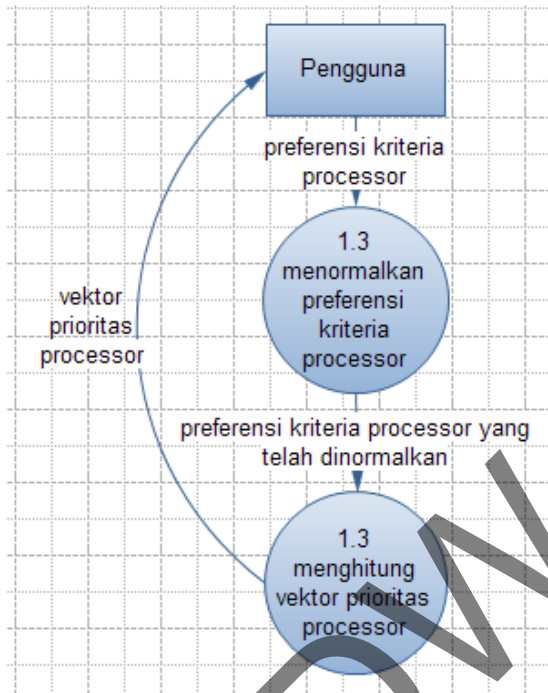 Pengguna
preferensi kriteria
processor
1.3
menormalkan
preferensi
kriteria
processor
vektor
prioritas
processor
preferensi kriteria processor yang
telah dinormalkan
1.3
menghitung
vektor prioritas
processor